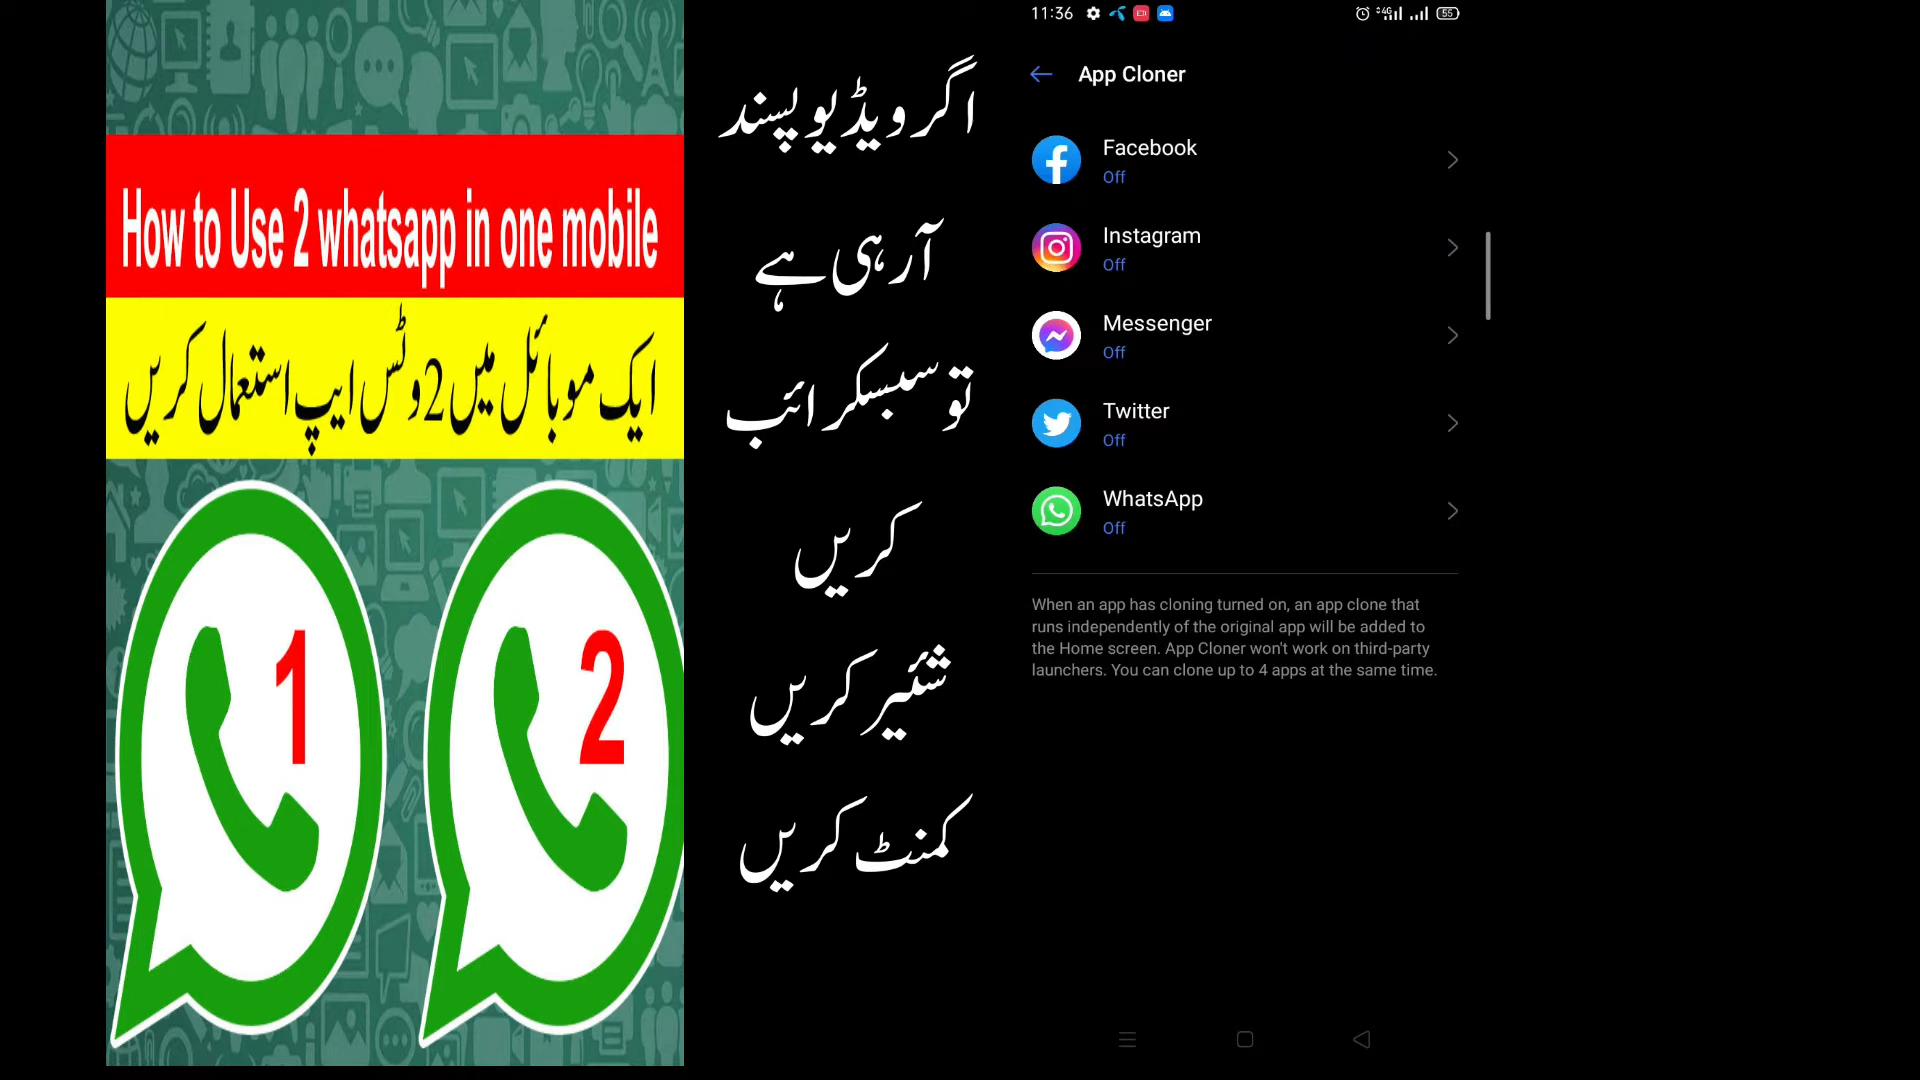 How to Use 2 whatsapp in one mobile
ایک موبائل میں 2 وٹس ایپ استعمال کریں
1
2
اگر ویڈیو پسند
آرہی ہے
تو سبسکرائب
کریں
شئیر کریں
کمنٹ کریں
11:36
4G
55
App Cloner
Facebook
Off
Instagram
Off
Messenger
Off
Twitter
Off
WhatsApp
Off
When an app has cloning turned on, an app clone that
runs independently of the original app will be added to
the Home screen. App Cloner won't work on third-party
launchers. You can clone up to 4 apps at the same time.